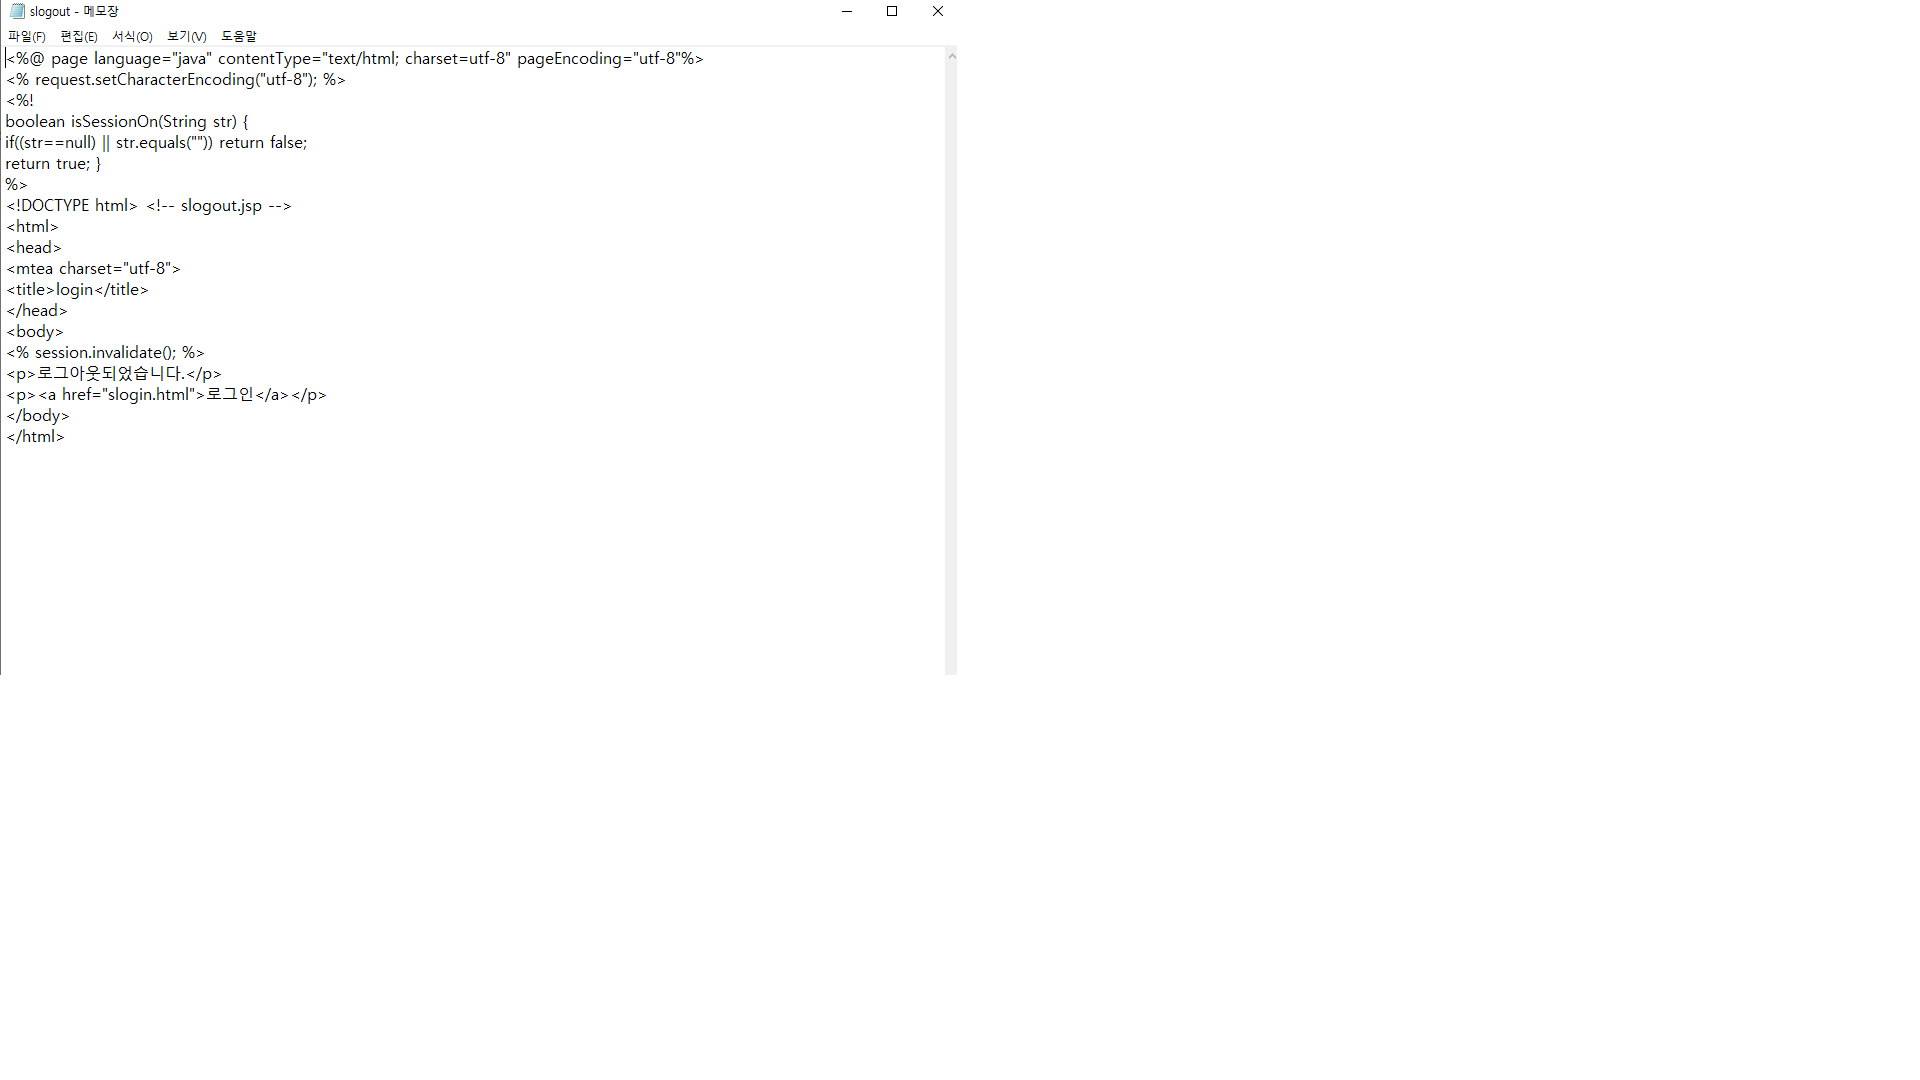 slogout - 메모장
파일(F) 편집(E) 서식(O) 보기(V) 도움말
<%@ page language="java" contentType="text/html; charset=utf-8" pageEncoding="utf-8"%>
<% request.setCharacterEncoding("utf-8"); %>
<%!
boolean isSessionOn(String str) {
if((str==null) || str.equals("")) return false;
return true; }
%>
<!DOCTYPE html> <!-- slogout.jsp -->
<html>
<head>
<mtea charset="utf-8">
<title>login</title>
</head>
<body>
<% session.invalidate(); %>
<p>로그아웃되었습니다.</p>
<p><a href="slogin.html">로그인</a></p>
</body>
</html>